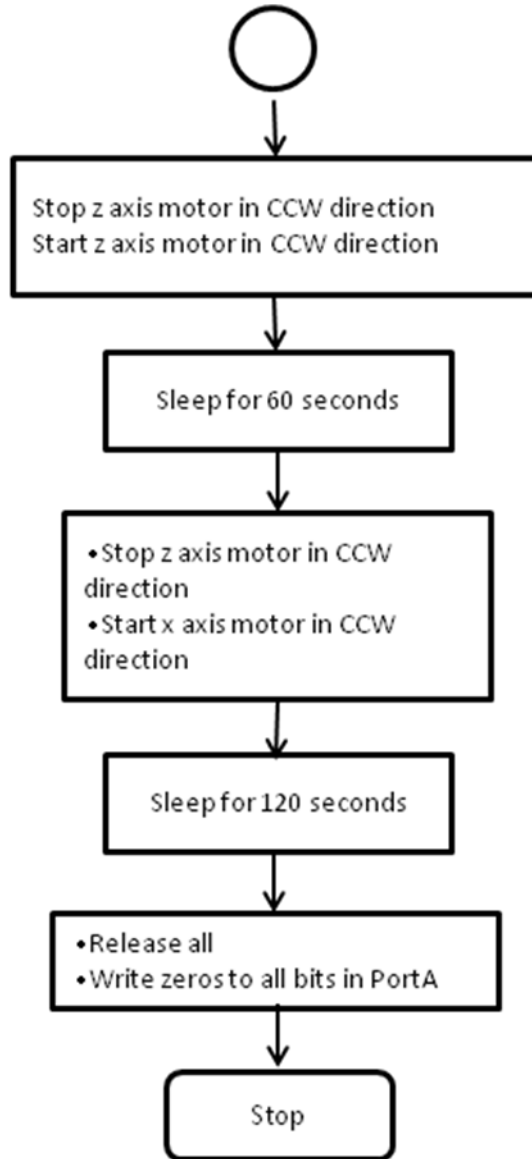 Stop z axis motor in CCW direction
Start z axis motor in CCW direction
Sleep for 60 seconds
•Stop z axis motor in CCW
direction
•Start x axis motor in CCW
direction
Sleep for 120 seconds
•Release all
•Write zeros to all bits in PortA
Stop